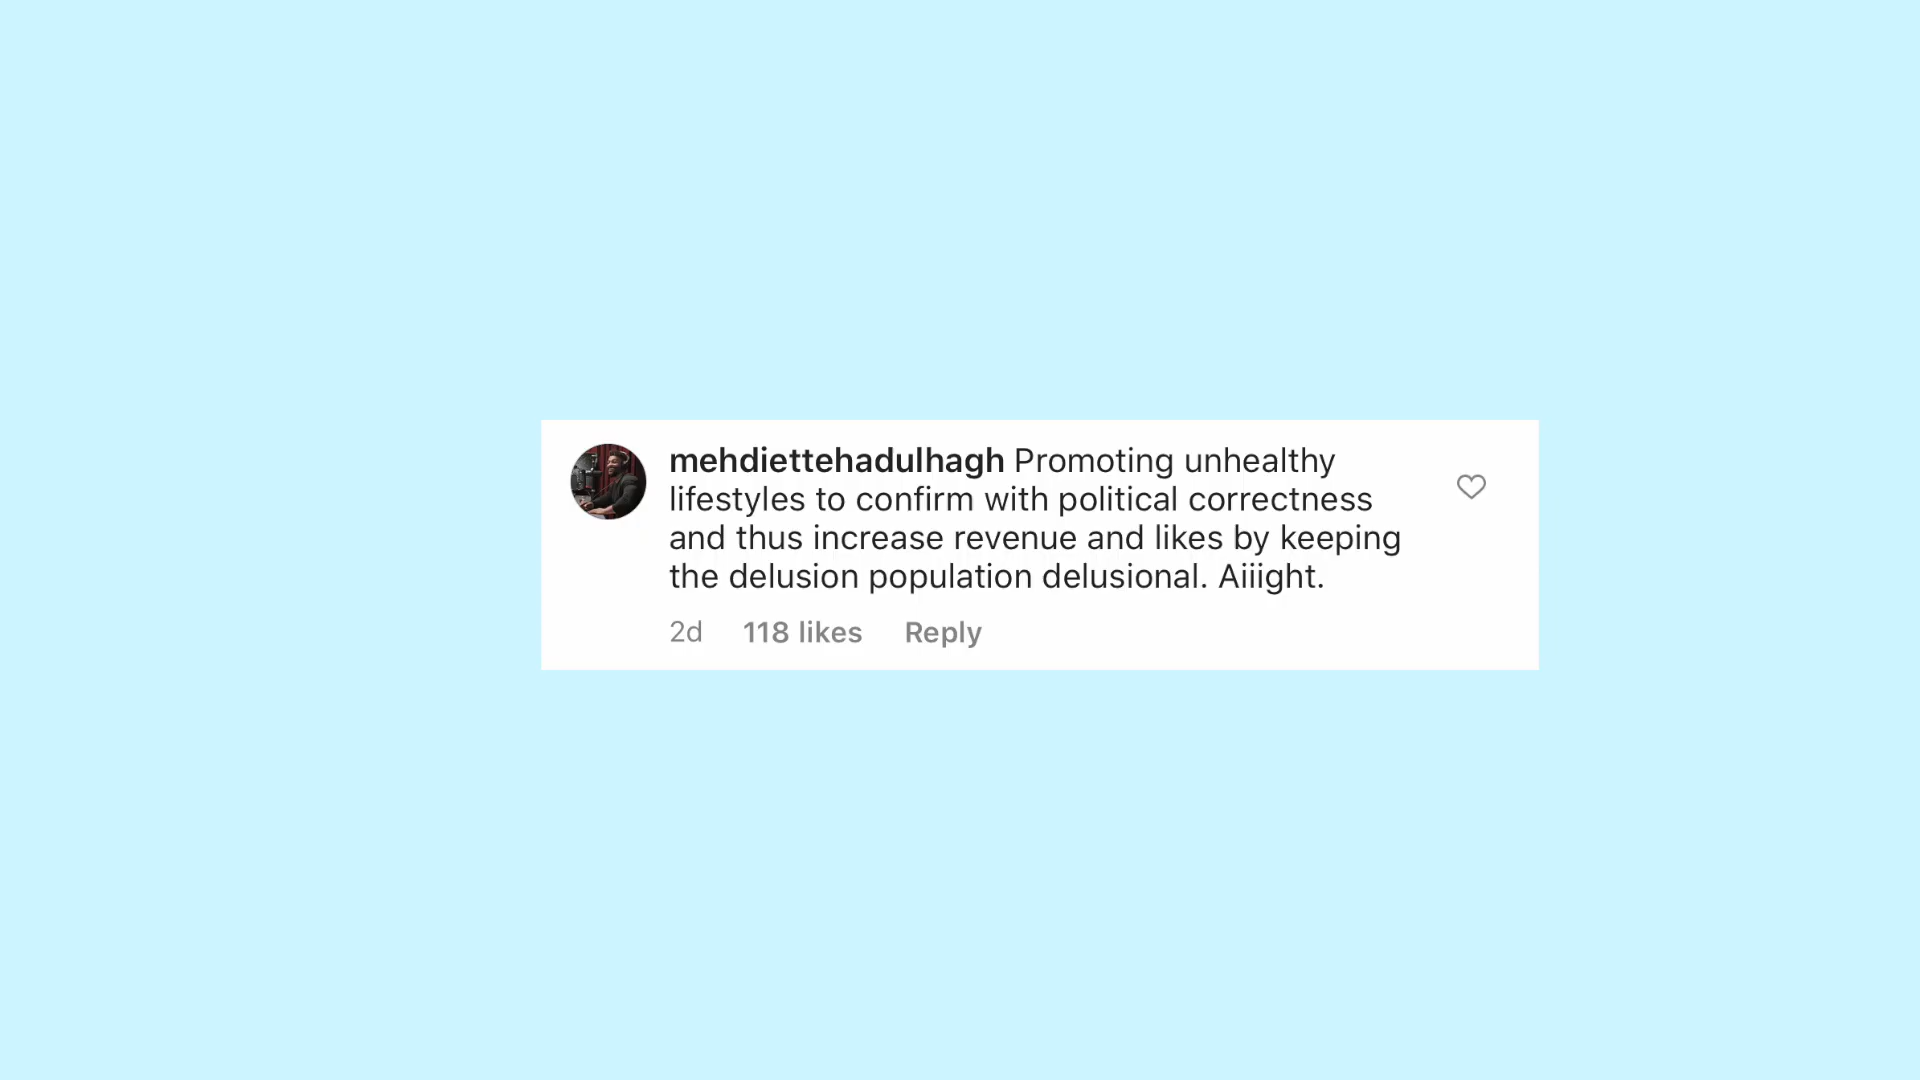 mehdiettehadulhagh Promoting unhealthy
lifestyles to confirm with political correctness
and thus increase revenue and likes by keeping
the delusion population delusional. Aiiight.
2d 118 likes Reply